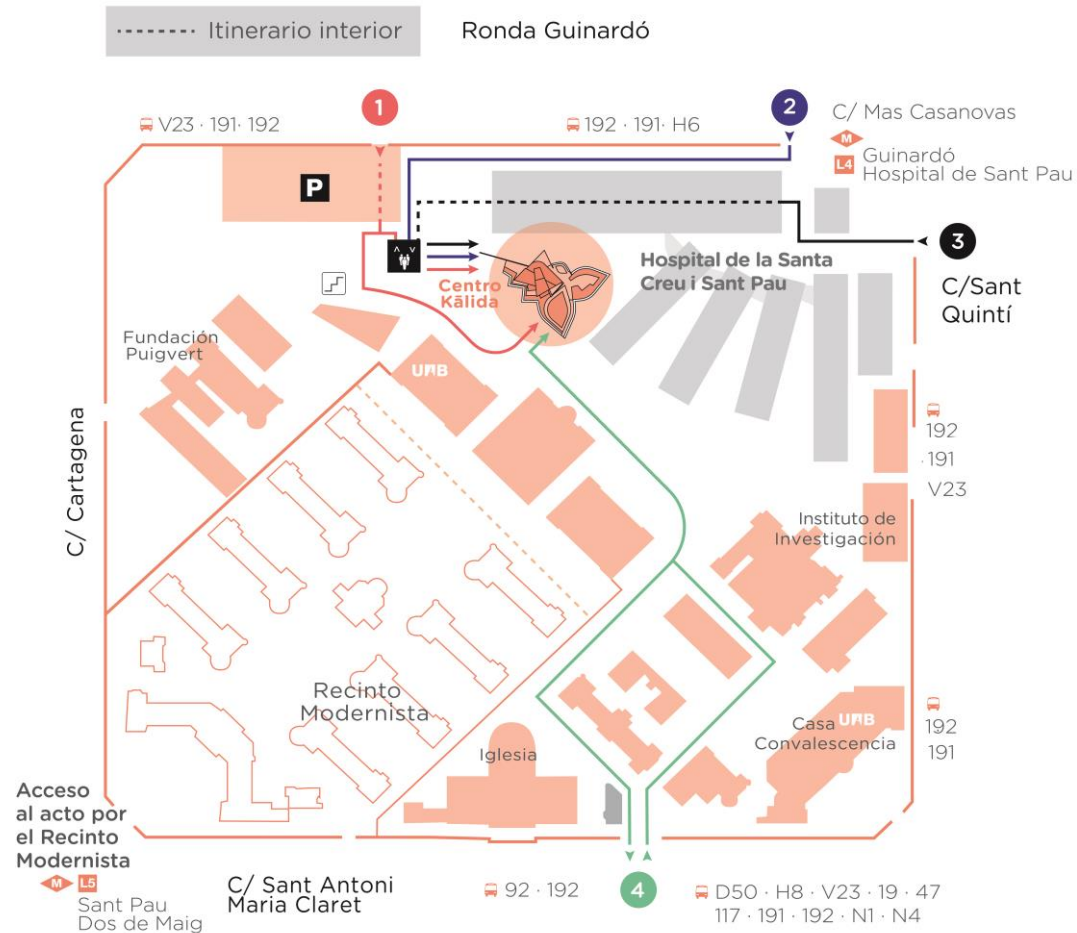 Itinerario interior
Ronda Guinardó
1
2
V23 · 191 · 192
192 · 191 · H6
C/ Mas Casanovas
M
L4 Guinardó
Hospital de Sant Pau
P
3
C/Sant
Quintí
Hospital de la Santa
Creu i Sant Pau
Centro
Kālida
Fundación
Puigvert
UAB
C/ Cartagena
192
·191
V23
Instituto de
Investigación
Recinto
Modernista
Iglesia
Casa
Convalescencia
UAB
192
191
Acceso
al acto por
el Recinto
Modernista
M L5
Sant Pau
Dos de Maig
C/ Sant Antoni
Maria Claret
92 · 192
4
D50 · H8 · V23 · 19 · 47
117 · 191 · 192 · N1 · N4